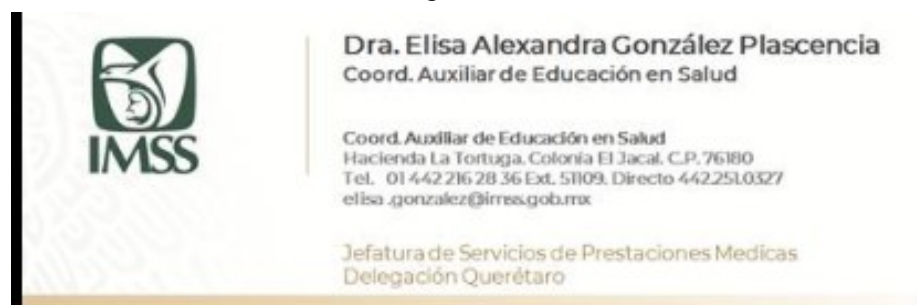 IMSS
Dra. Elisa Alexandra González Plascencia
Coord. Auxiliar de Educación en Salud
Coord. Auxiliar de Educación en Salud
Hacienda La Tortuga. Colonia El Jacal. C.P. 76180
Tel. 01 442 216 28 36 Ext. 51109. Directo 442.251.0327
elisa .gonzalez@imss.gob.mx
Jefatura de Servicios de Prestaciones Medicas
Delegación Querétaro